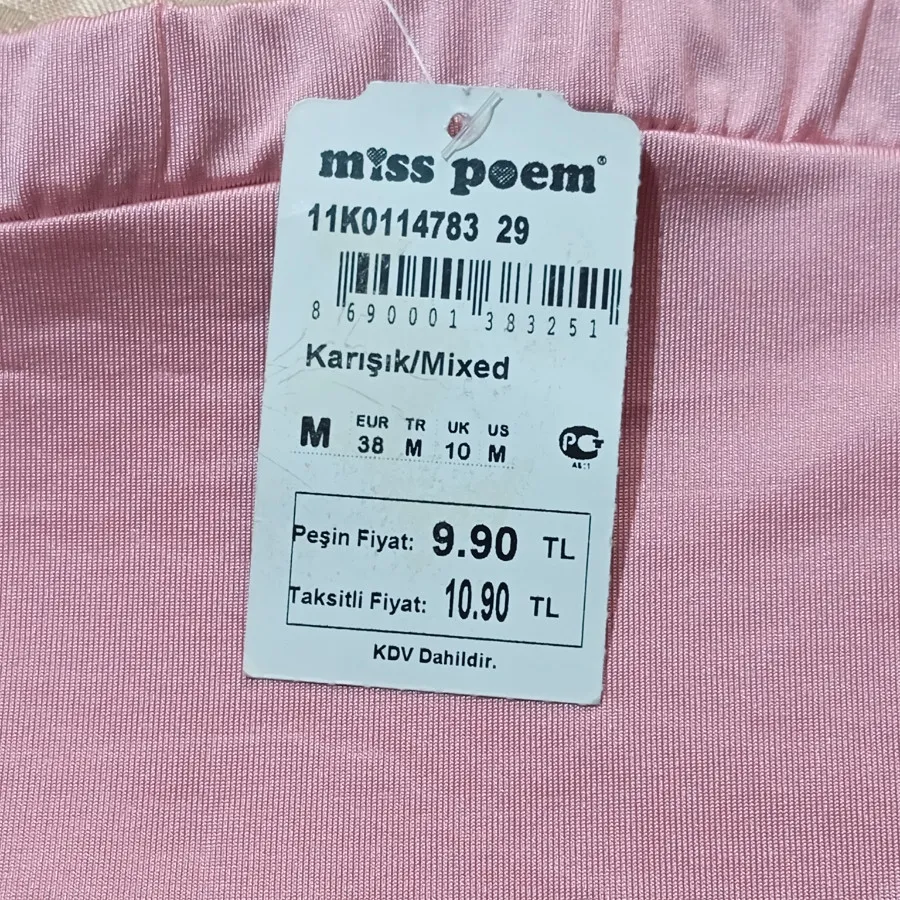 miss poem®
11K0114783 29
8 690001 383251
Karışık/Mixed
M EUR TR UK US
38 M 10 M
Peşin Fiyat: 9.90 TL
Taksitli Fiyat: 10.90 TL
KDV Dahildir.